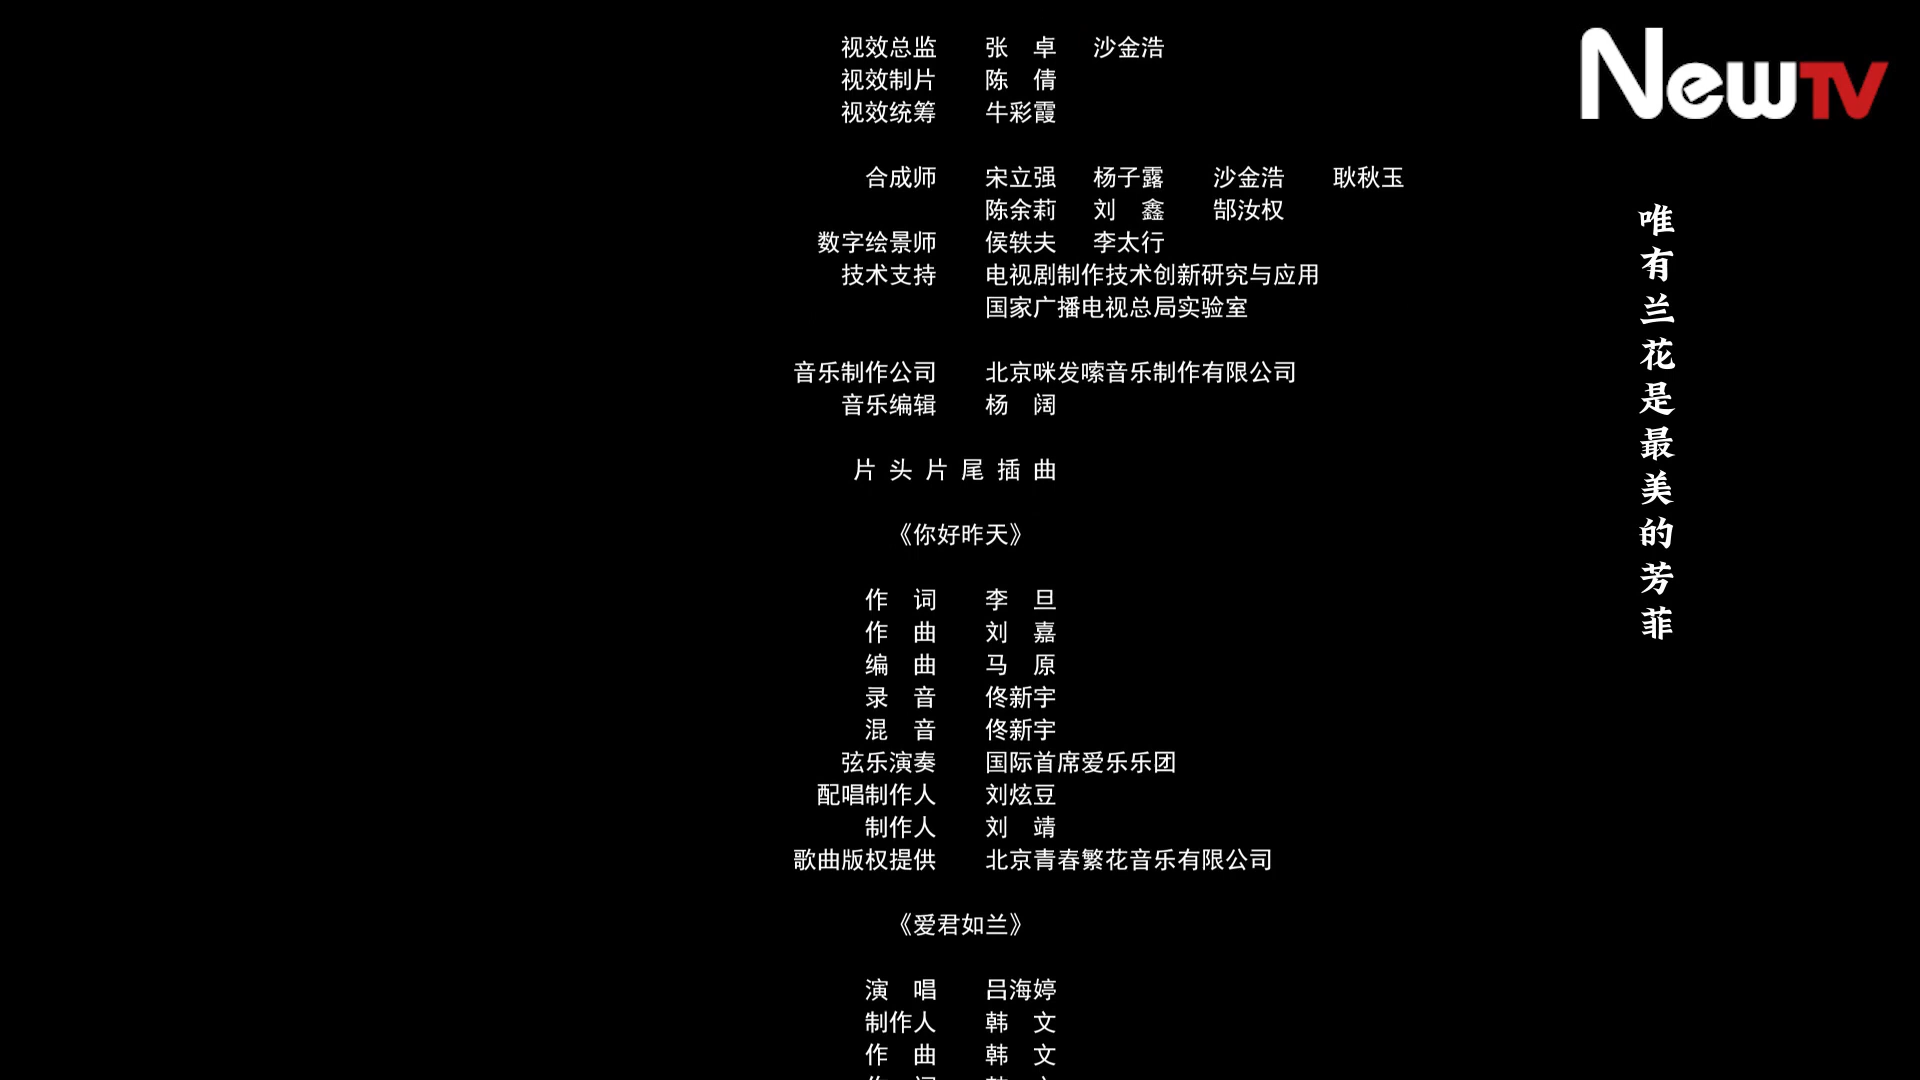 视效总监 张 卓 沙金浩
视效制片 陈 倩
视效统筹 牛彩霞
合成师 宋立强 杨子露 沙金浩 耿秋玉
陈余莉 刘 鑫 郜汝权
数字绘景师 侯轶夫 李太行
技术支持 电视剧制作技术创新研究与应用
国家广播电视总局实验室
音乐制作公司 北京咪发嗦音乐制作有限公司
音乐编辑 杨 阔
片头片尾插曲
《你好昨天》
作 词 李 旦
作 曲 刘 嘉
编 曲 马 原
录 音 佟新宇
混 音 佟新宇
弦乐演奏 国际首席爱乐乐团
配唱制作人 刘炫豆
制作人 刘 靖
歌曲版权提供 北京青春繁花音乐有限公司
《爱君如兰》
演 唱 吕海婷
制作人 韩 文
作 曲 韩 文
NewTV
唯有兰花是最美的芳菲